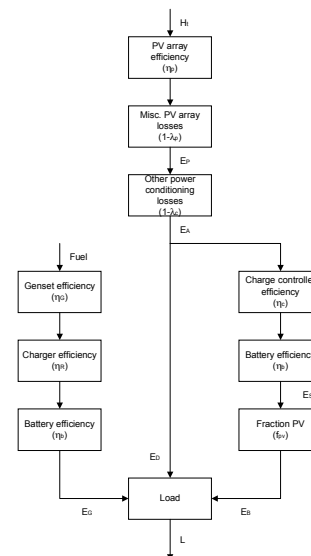 Ht
PV array
efficiency
(ηp)
Misc. PV array
losses
(1-λp)
EP
Other power
conditioning
losses
(1-λc)
EA
Fuel
Genset efficiency
(ηG)
Charger efficiency
(ηR)
Battery efficiency
(ηb)
Charge controlle
efficiency
(ηc)
Battery efficienc
(ηb)
Fraction PV
(fPV)
ED
Load
EG
EB
L